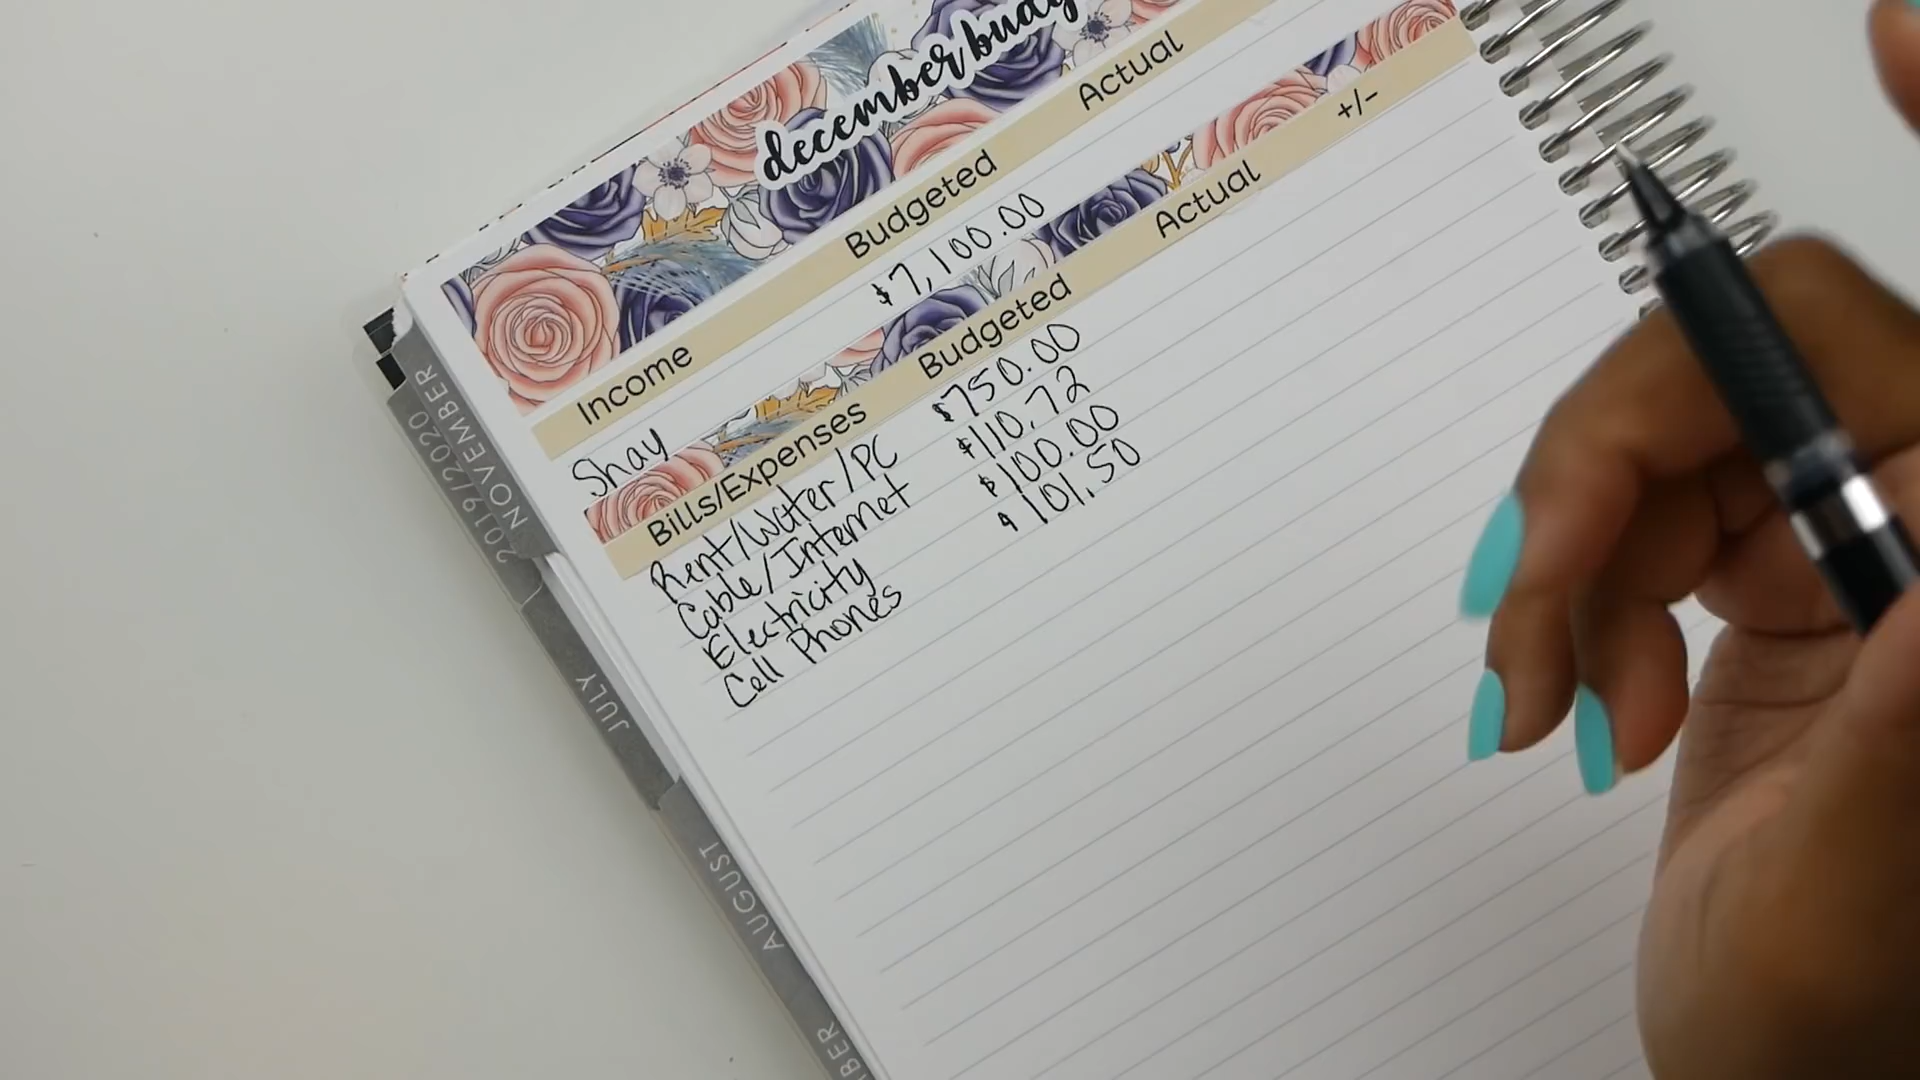 december budg
Income Budgeted Actual
Shay $7,100.00
Bills/Expenses Budgeted Actual +/-
Rent/Water/PC $750.00
Cable/Internet $110.72
Electricity $100.00
Cell Phones $101.50
2019/2020
NOVEMBER
JULY
AUGUST
MBER